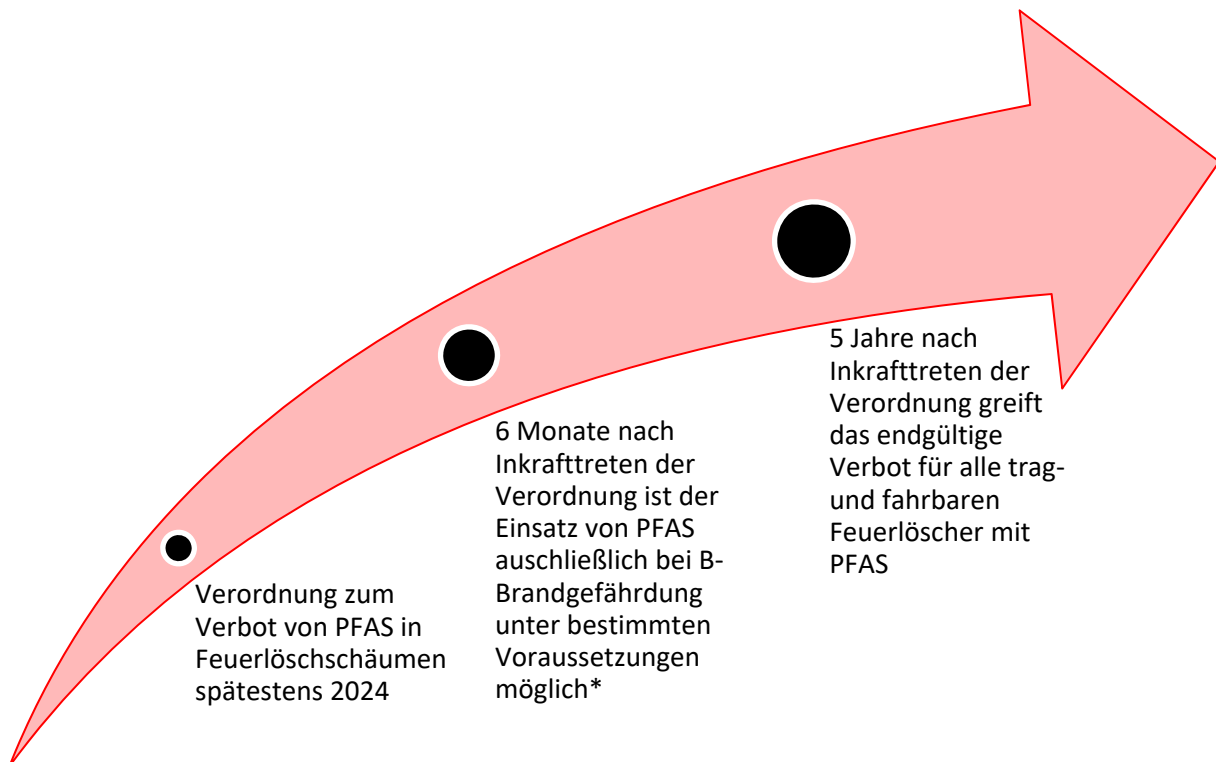 Verordnung zum
Verbot von PFAS in
Feuerlöschschäumen
spätestens 2024
6 Monate nach
Inkrafttreten der
Verordnung ist der
Einsatz von PFAS
auschließlich bei B-
Brandgefährdung
unter bestimmten
Voraussetzungen
möglich*
5 Jahre nach
Inkrafttreten der
Verordnung greift
das endgültige
Verbot für alle trag-
und fahrbaren
Feuerlöscher mit
PFAS